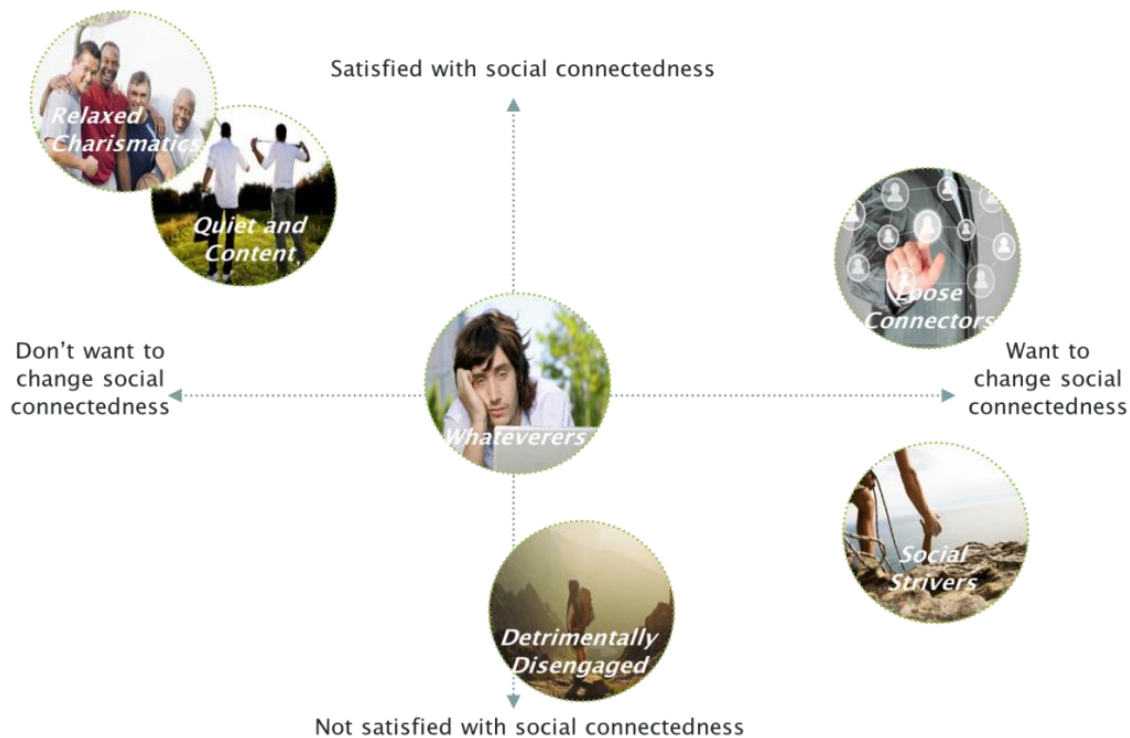 Satisfied with social connectedness
Relaxed
Charismatics
Quiet and
Content
Loose
Connectors
Don't want to
change social
connectedness
Want to
change social
connectedness
Whateverers
Social
Strivers
Detrimentally
Disengaged
Not satisfied with social connectedness